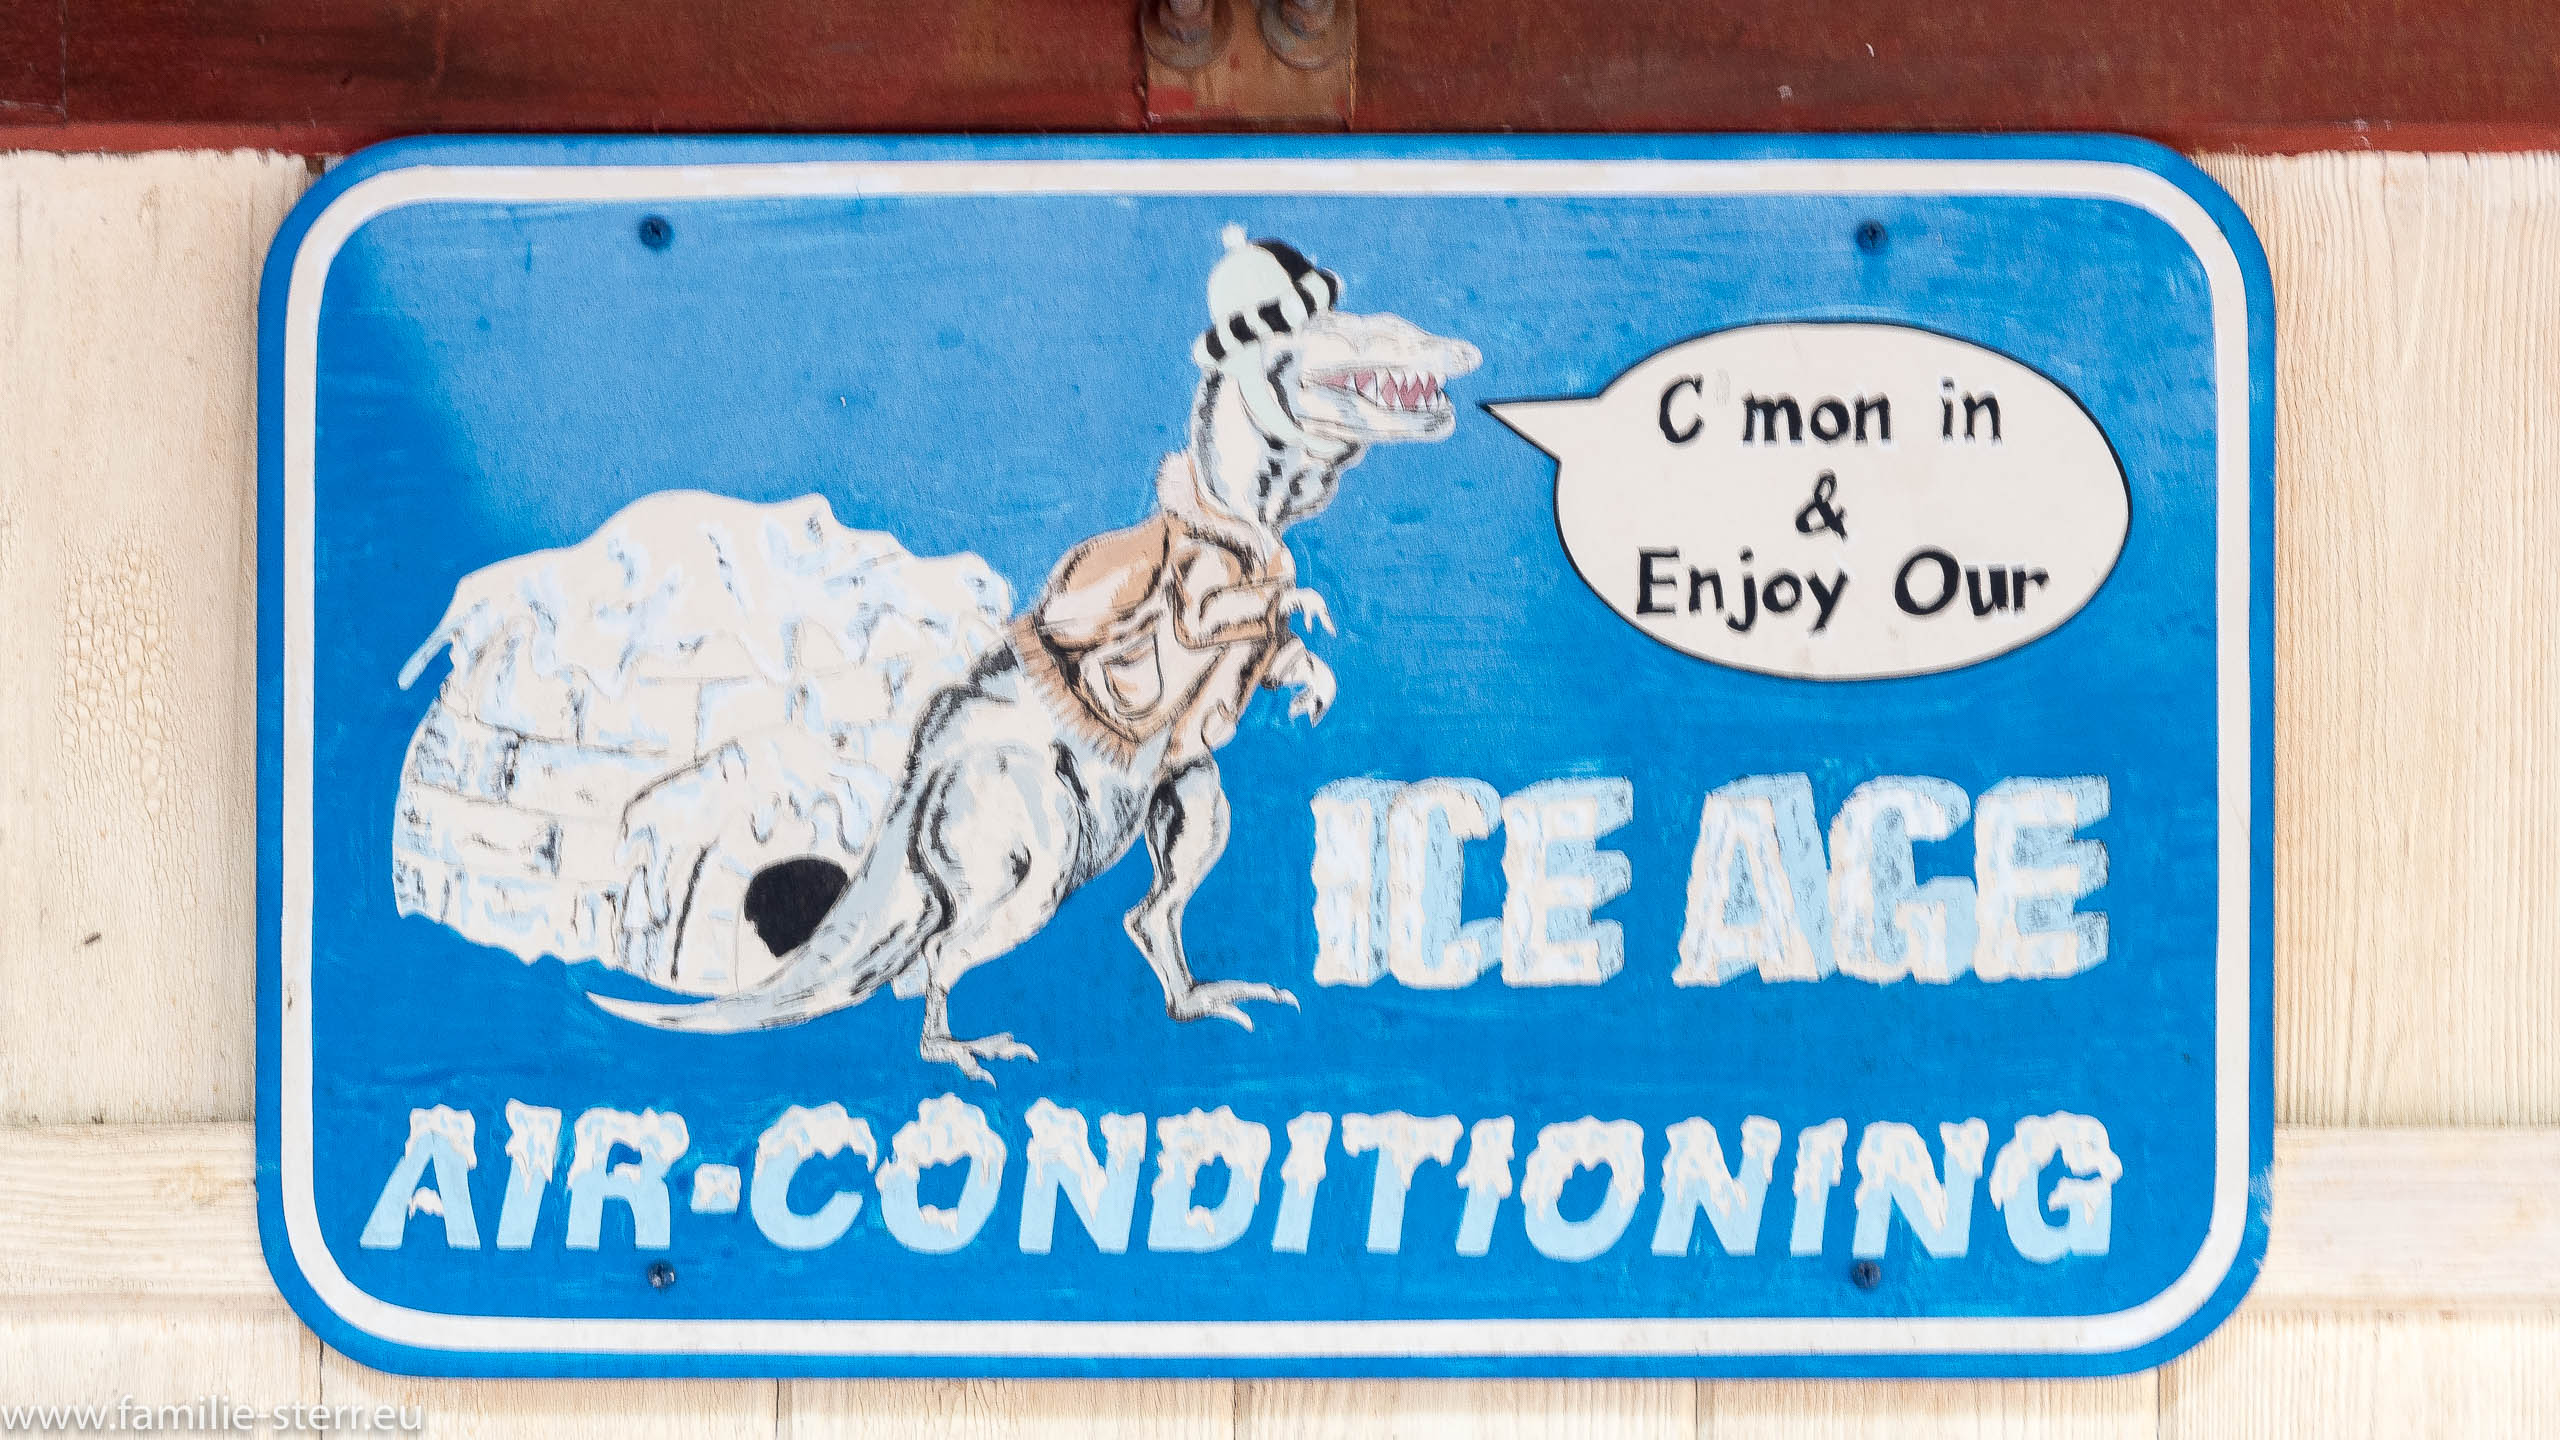 C'mon in
&
Enjoy Our
ICE AGE
AIR-CONDITIONING
www.familie-sterr.eu